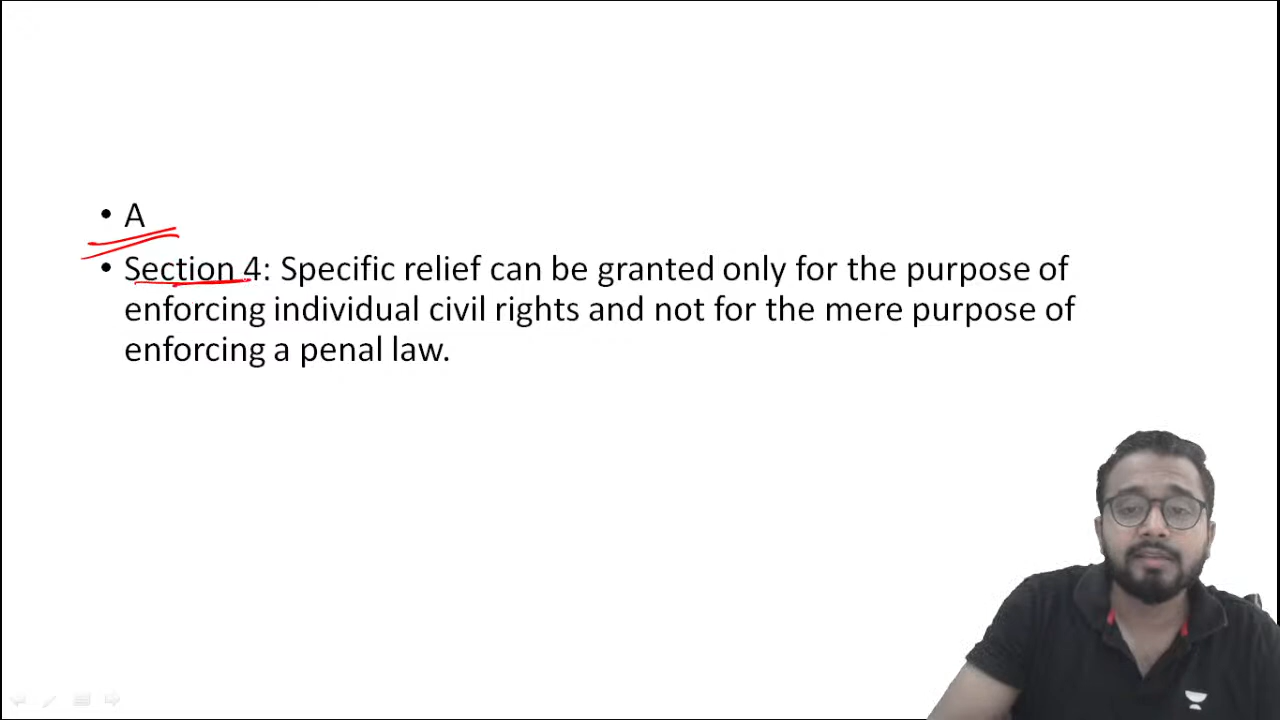 A
Section 4: Specific relief can be granted only for the purpose of
enforcing individual civil rights and not for the mere purpose of
enforcing a penal law.